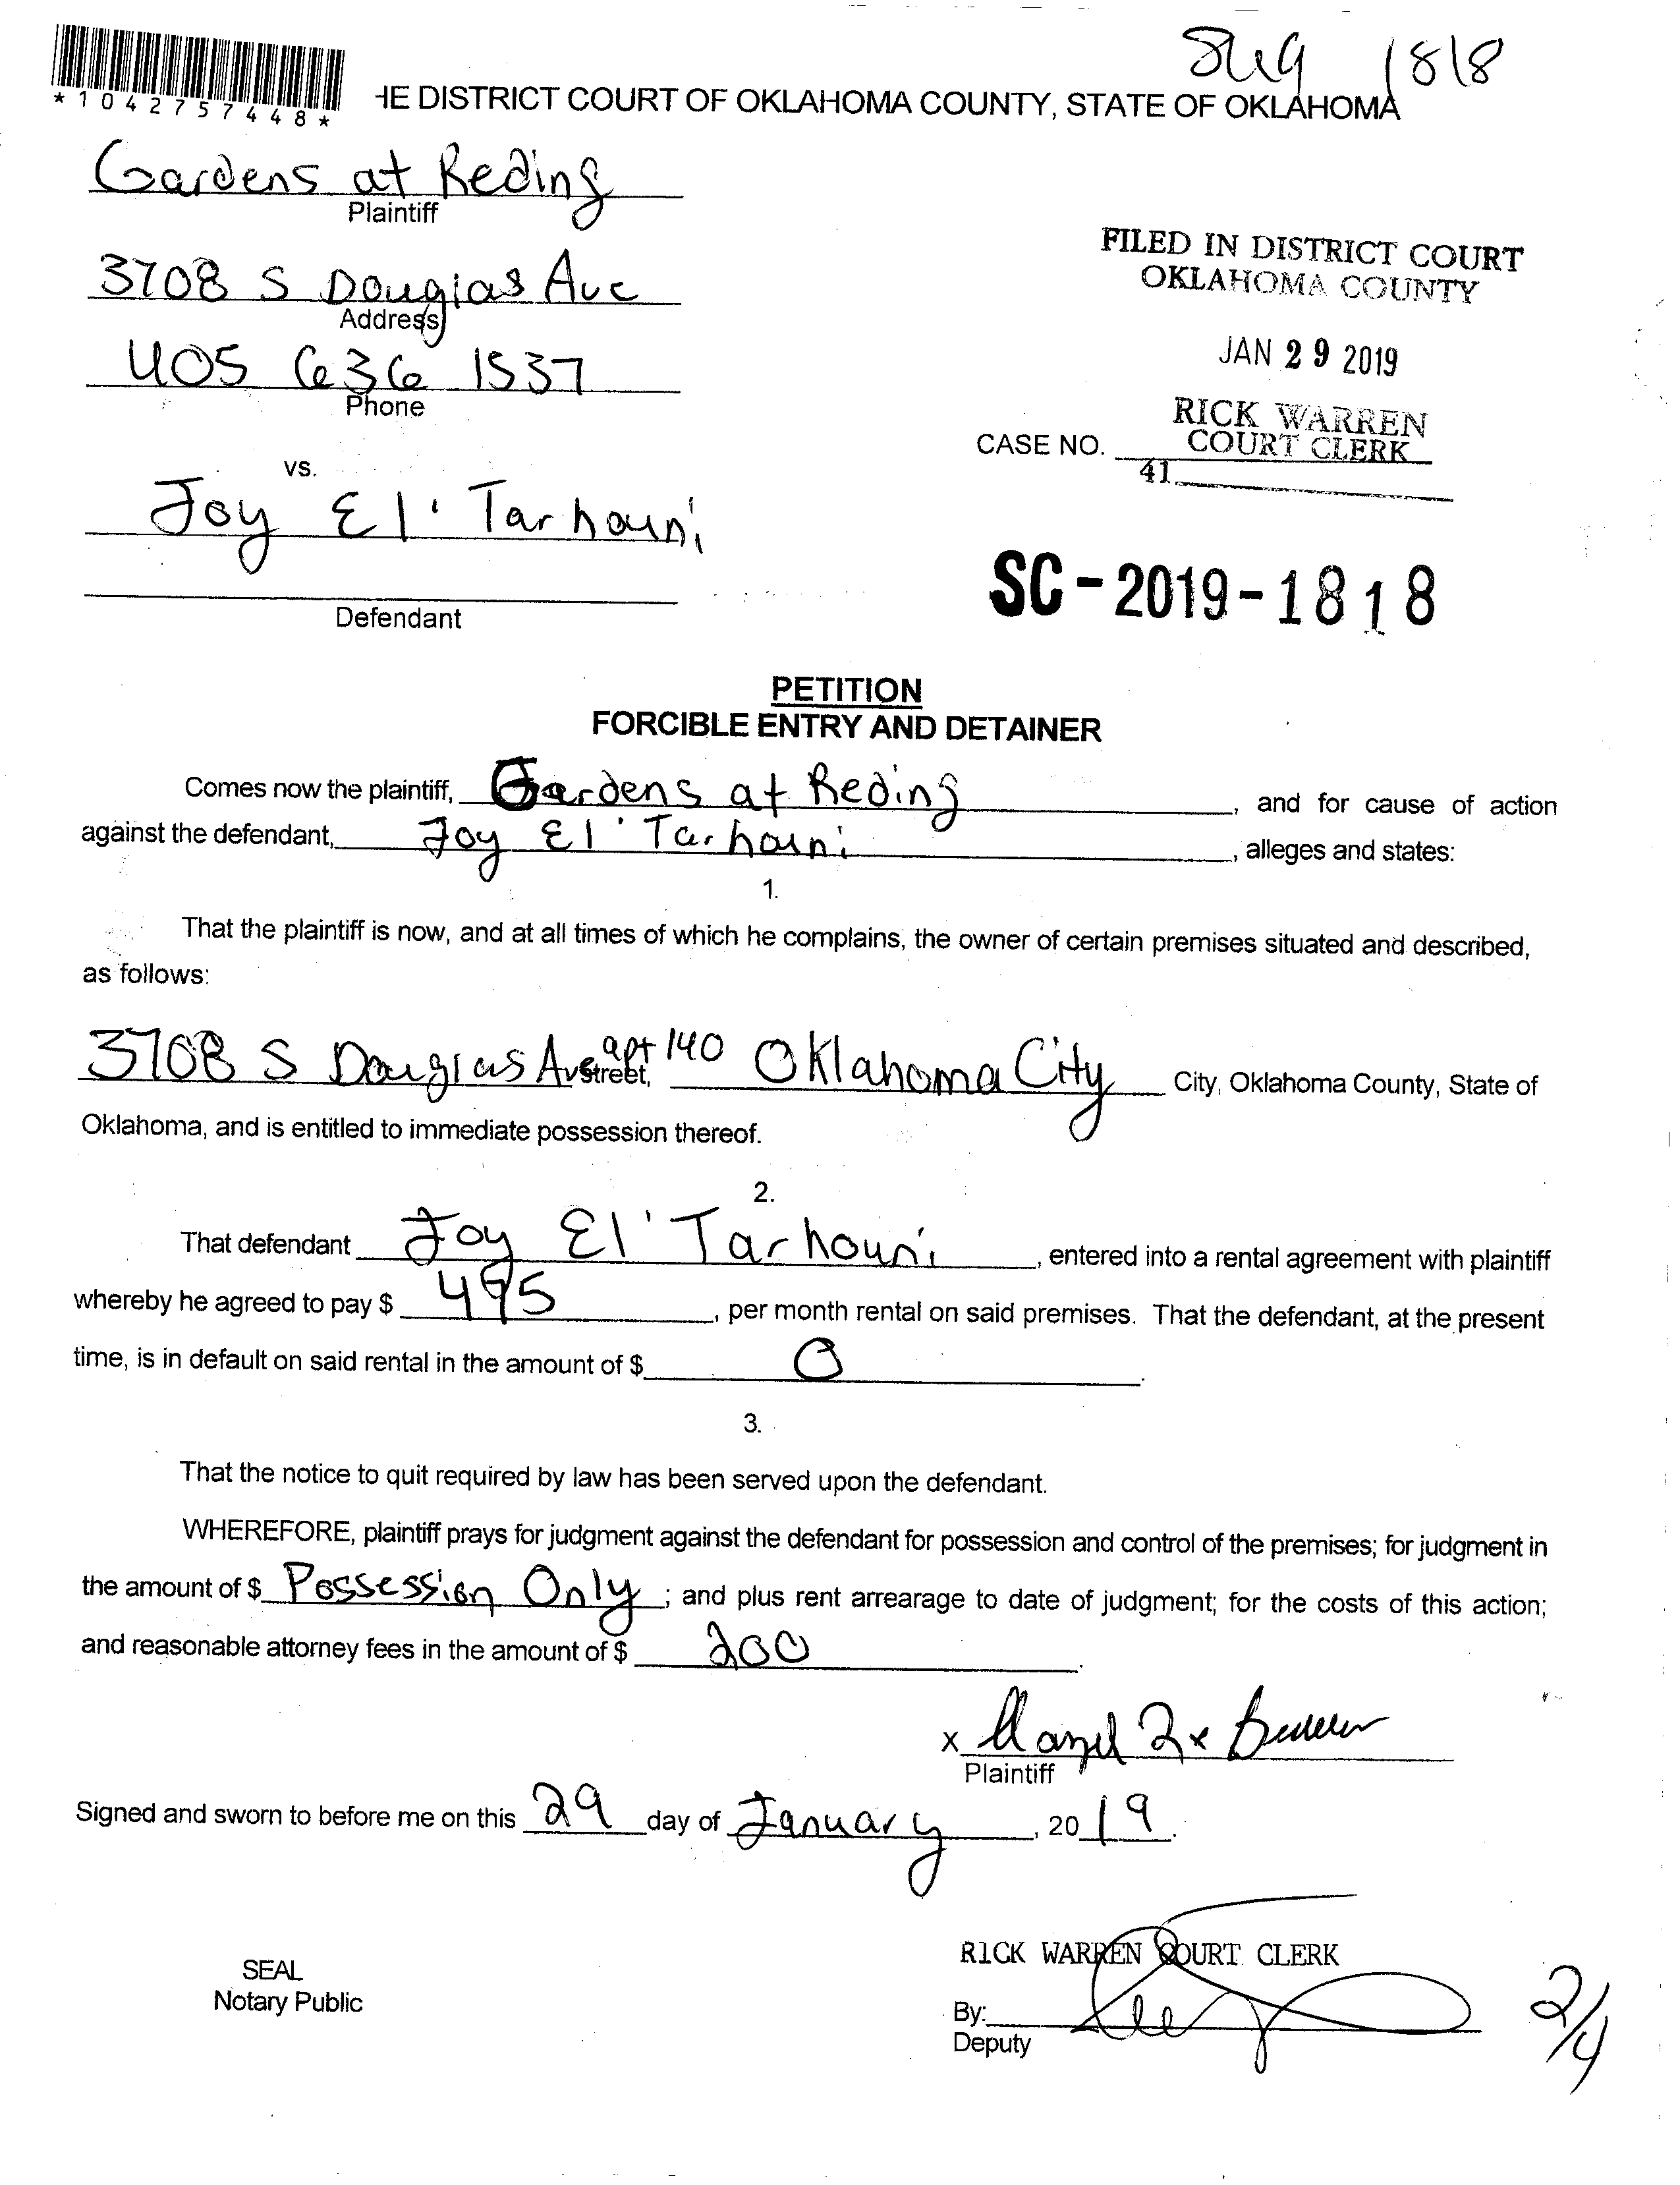 1818
*1042757448*
HE DISTRICT COURT OF OKLAHOMA COUNTY, STATE OF OKLAHOMA
Gardens at Reding
Plaintiff
3708 S Douglas Ave
Address
405 636 1537
Phone
FILED IN DISTRICT COURT
OKLAHOMA COUNTY
JAN 29 2019
RICK WARREN
COURT CLERK
CASE NO.
41
vs.
Joy El' Tarhouni
Defendant
SC-2019-1818
PETITION
FORCIBLE ENTRY AND DETAINER
Comes now the plaintiff, Gardens at Reding, and for cause of action
against the defendant, Joy El' Tarhouni, alleges and states:
1.
That the plaintiff is now, and at all times of which he complains, the owner of certain premises situated and described,
as follows:
3708 S Douglas Av apt 140 Street, Oklahoma City City, Oklahoma County, State of
Oklahoma, and is entitled to immediate possession thereof.
2.
That defendant Joy El' Tarhouni, entered into a rental agreement with plaintiff
whereby he agreed to pay $ 495, per month rental on said premises. That the defendant, at the present
time, is in default on said rental in the amount of $ 0.
3.
That the notice to quit required by law has been served upon the defendant.
WHEREFORE, plaintiff prays for judgment against the defendant for possession and control of the premises; for judgment in
the amount of $ Possession Only; and plus rent arrearage to date of judgment; for the costs of this action;
and reasonable attorney fees in the amount of $ 200.
x
Plaintiff
Signed and sworn to before me on this 29 day of January, 2019.
RICK WARREN COURT CLERK
SEAL
Notary Public
By:
Deputy
2/4